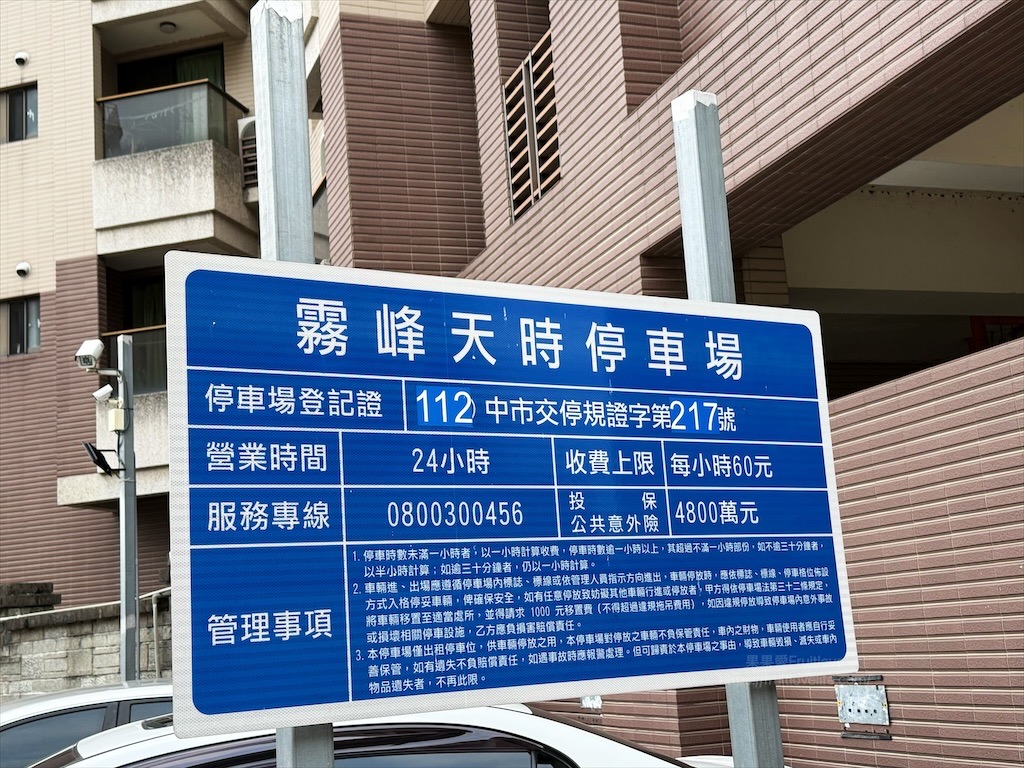 霧峰天時停車場
停車場登記證 112) 中市交停規證字第217號
營業時間 24小時 收費上限 每小時60元
服務專線 0800300456 投保公共意外險 4800萬元
管理事項
1. 停車時數未滿一小時者，以一小時計算收費，停車時數逾一小時以上，其超過不滿一小時部份，如不逾三十分鐘者，
以半小時計算；如逾三十分鐘者，仍以一小時計算。
2. 車輛進、出場應遵循停車場內標誌、標線或依管理人員指示方向進出，車輛停放時，應依標誌、標線、停車格位佈設
方式入格停妥車輛，俾確保安全，如有任意停放致妨礙其他車輛行進或停放者，甲方得依停車場法第三十二條規定，
將車輛移置至適當處所，並得請求 1000 元移置費（不得超過違規拖吊費用），如因違規停放導致停車場內意外事故
或損壞相關停車設施，乙方應負損害賠償責任。
3. 本停車場僅出租停車位，供車輛停放之用，本停車場對停放之車輛不負保管責任，車內之財物，車輛使用者應自行妥
善保管，如有遺失不負賠償責任，如遇事故時應報警處理。但可歸責於本停車場之事由，導致車輛毀損、滅失或車內
物品遺失者，不再此限。